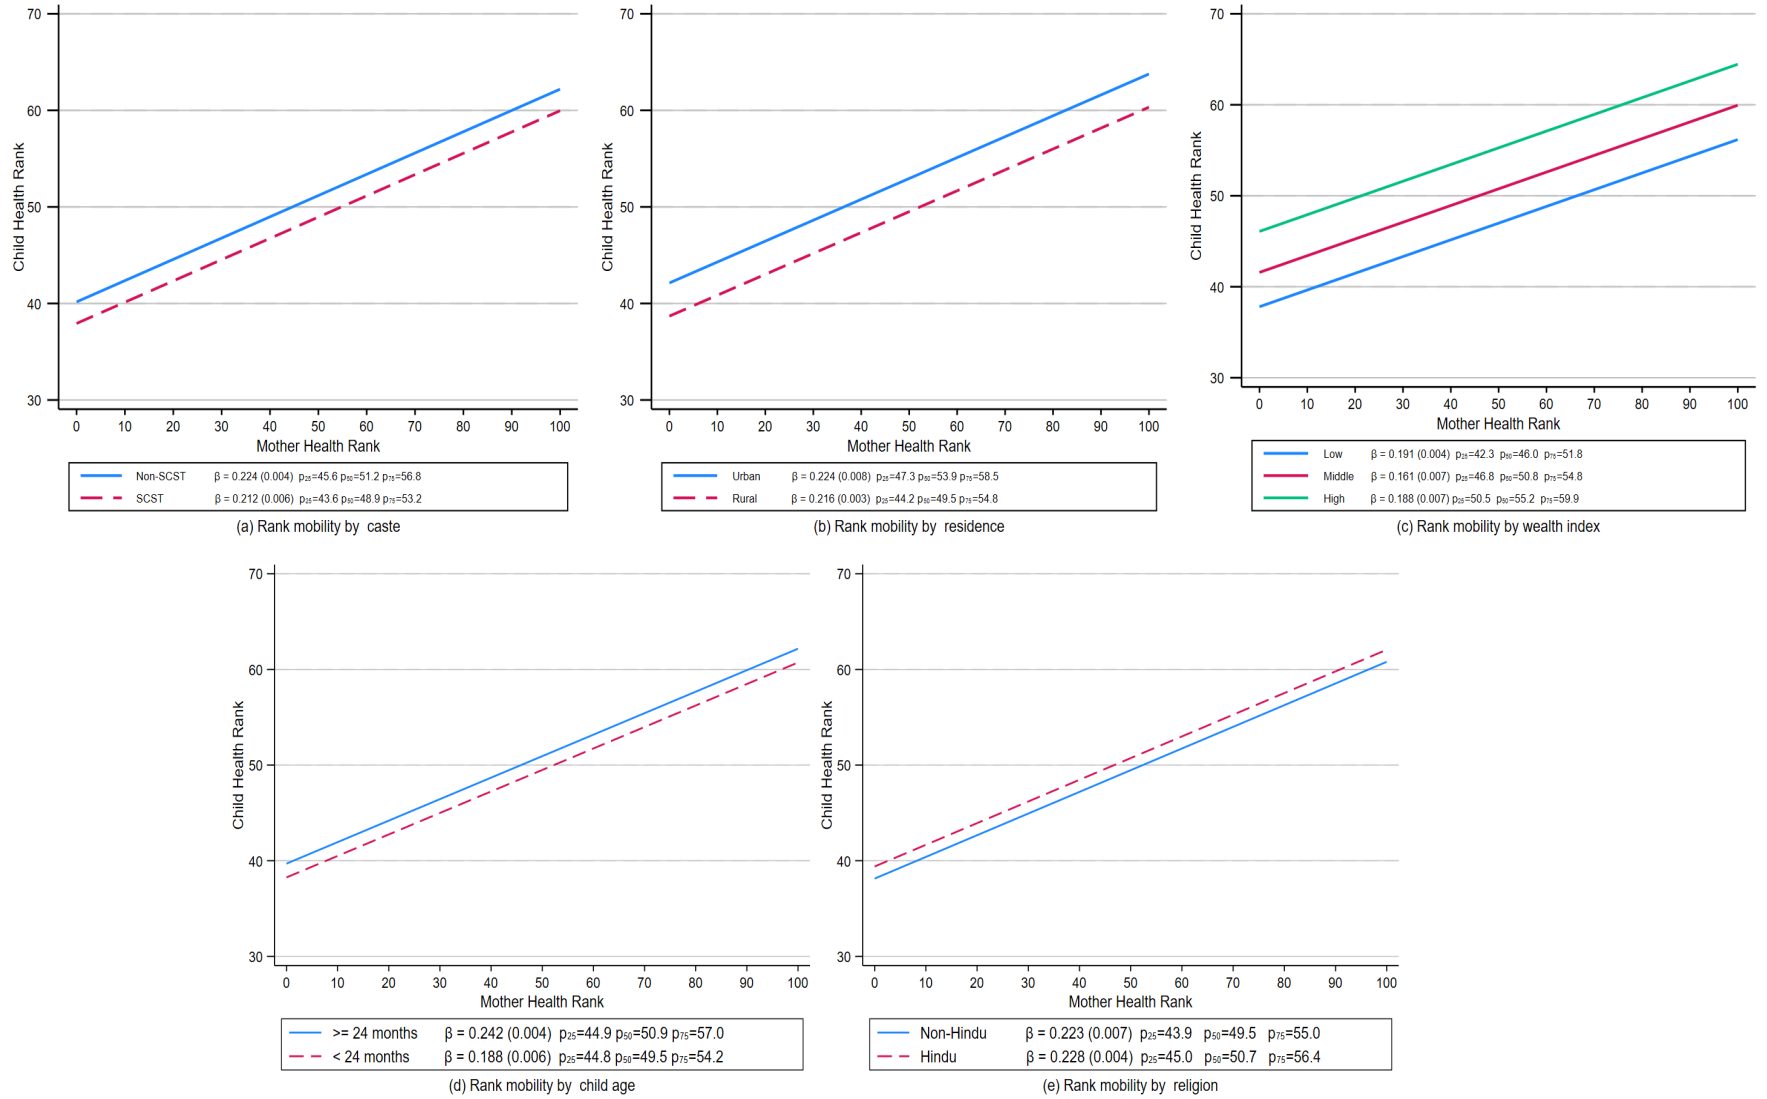 70
60
50
40
30
Child Health Rank
0 10 20 30 40 50 60 70 80 90 100
Mother Health Rank
Non-SCST β = 0.224 (0.004) p₂₅=45.6 p₅₀=51.2 p₇₅=56.8
SCST β = 0.212 (0.006) p₂₅=43.6 p₅₀=48.9 p₇₅=53.2
(a) Rank mobility by caste
70
60
50
40
30
Child Health Rank
0 10 20 30 40 50 60 70 80 90 100
Mother Health Rank
Urban β = 0.224 (0.008) p₂₅=47.3 p₅₀=53.9 p₇₅=58.5
Rural β = 0.216 (0.003) p₂₅=44.2 p₅₀=49.5 p₇₅=54.8
(b) Rank mobility by residence
70
60
50
40
30
Child Health Rank
0 10 20 30 40 50 60 70 80 90 100
Mother Health Rank
Low β = 0.191 (0.004) p₂₅=42.3 p₅₀=46.0 p₇₅=51.8
Middle β = 0.161 (0.007) p₂₅=46.8 p₅₀=50.8 p₇₅=54.8
High β = 0.188 (0.007) p₂₅=50.5 p₅₀=55.2 p₇₅=59.9
(c) Rank mobility by wealth index
70
60
50
40
30
Child Health Rank
0 10 20 30 40 50 60 70 80 90 100
Mother Health Rank
>= 24 months β = 0.242 (0.004) p₂₅=44.9 p₅₀=50.9 p₇₅=57.0
< 24 months β = 0.188 (0.006) p₂₅=44.8 p₅₀=49.5 p₇₅=54.2
(d) Rank mobility by child age
70
60
50
40
30
Child Health Rank
0 10 20 30 40 50 60 70 80 90 100
Mother Health Rank
Non-Hindu β = 0.223 (0.007) p₂₅=43.9 p₅₀=49.5 p₇₅=55.0
Hindu β = 0.228 (0.004) p₂₅=45.0 p₅₀=50.7 p₇₅=56.4
(e) Rank mobility by religion